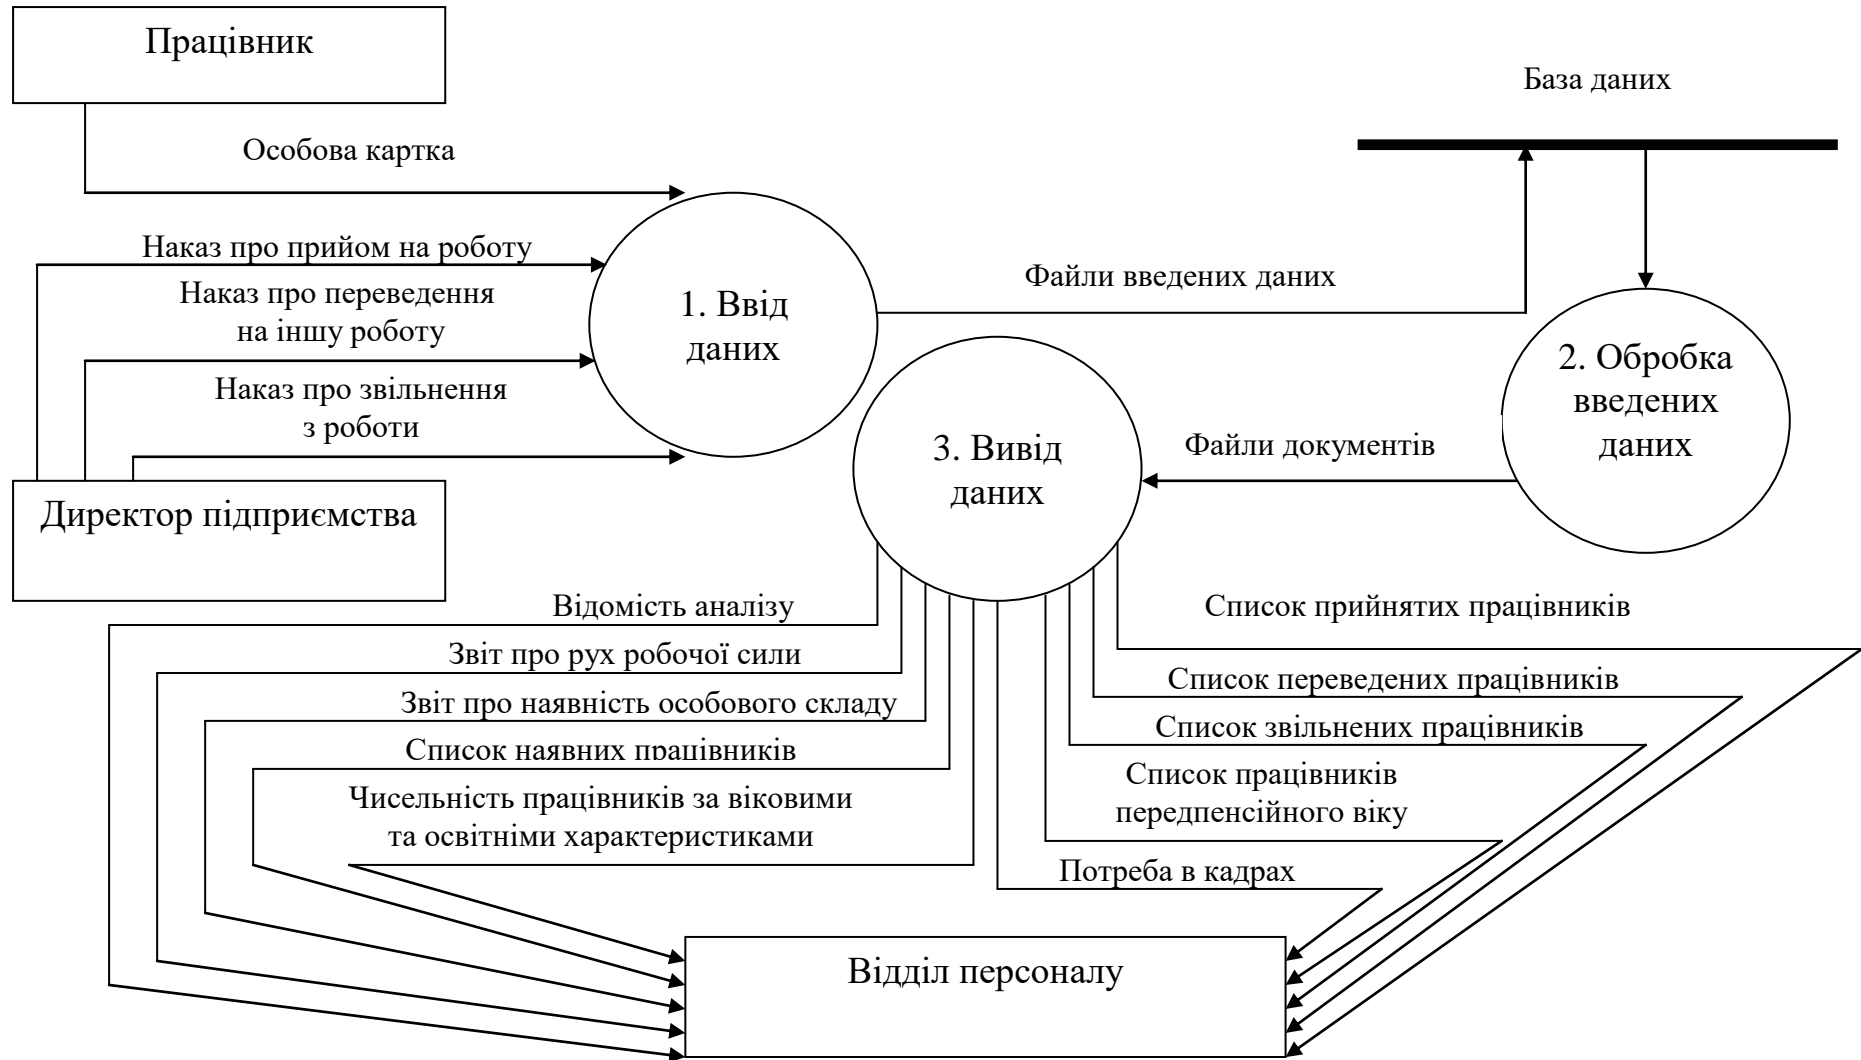 Працівник
База даних
Особова картка
Наказ про прийом на роботу
Наказ про переведення
на іншу роботу
Наказ про звільнення
з роботи
Директор підприємства
1. Ввід
даних
Файли введених даних
2. Обробка
введених
даних
Файли документів
3. Вивід
даних
Відомість аналізу
Звіт про рух робочої сили
Звіт про наявність особового складу
Список наявних працівників
Чисельність працівників за віковими
та освітніми характеристиками
Список прийнятих працівників
Список переведених працівників
Список звільнених працівників
Список працівників
передпенсійного віку
Потреба в кадрах
Відділ персоналу